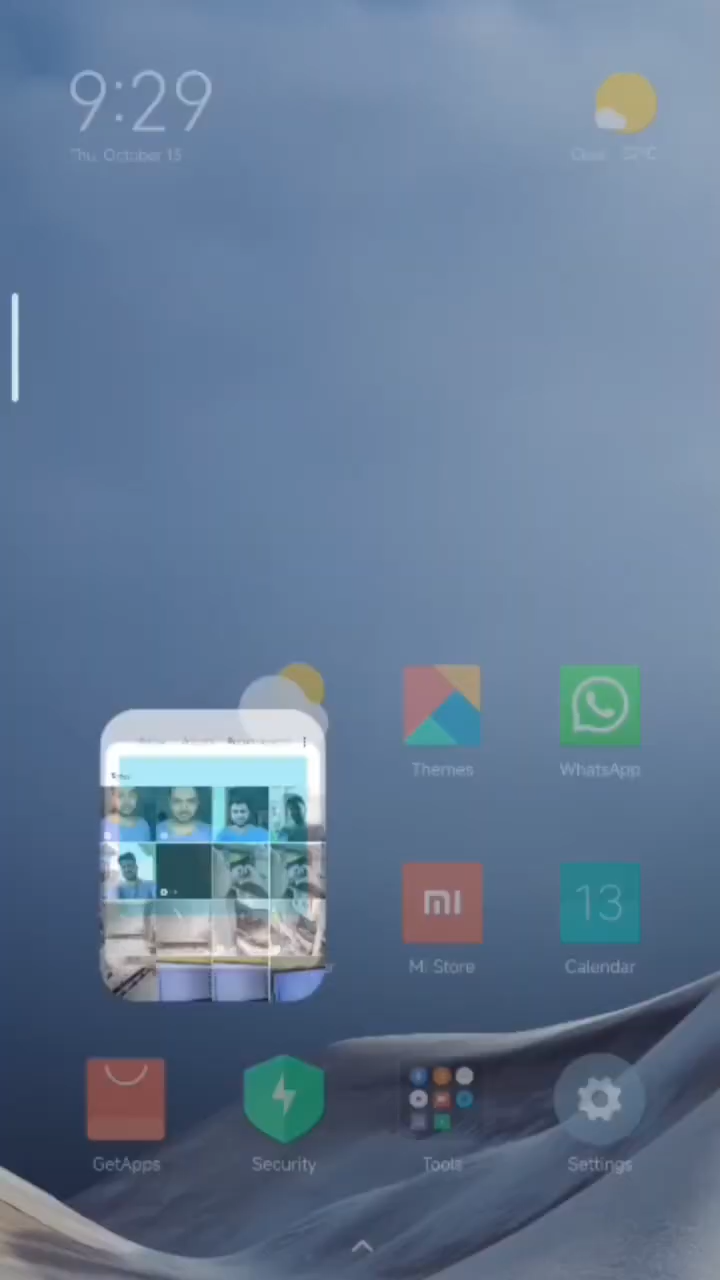 9:29
Thu, October 15
Themes
WhatsApp
13
Mi Store
Calendar
GetApps
Security
Tools
Settings